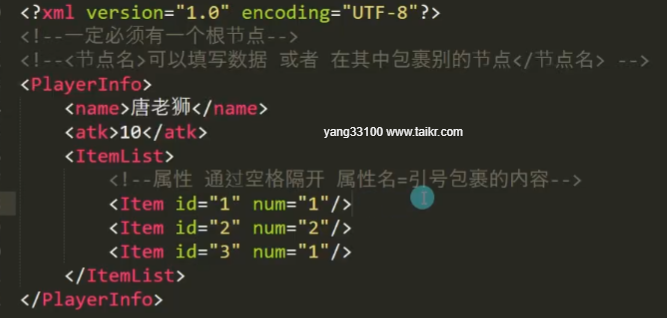 <?xml version="1.0" encoding="UTF-8"?>
<!--一定必须有一个根节点-->
<!--<节点名>可以填写数据 或者 在其中包裹别的节点</节点名> -->
<PlayerInfo>
<name>唐老狮</name>
<atk>10</atk>
yang33100 www.taikr.com
<ItemList>
<!--属性 通过空格隔开 属性名=引号包裹的内容-->
<Item id="1" num="1"/>
<Item id="2" num="2"/>
<Item id="3" num="1"/>
</ItemList>
</PlayerInfo>